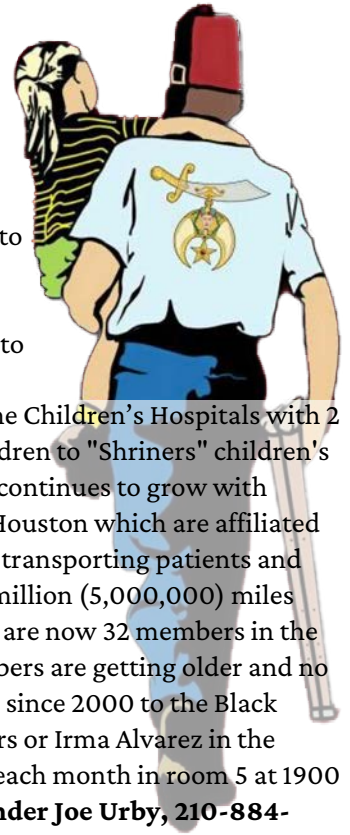 to
to
ne Children's Hospitals with 2
dren to "Shriners" children's
continues to grow with
Houston which are affiliated
transporting patients and
million (5,000,000) miles
are now 32 members in the
bers are getting older and no
since 2000 to the Black
rs or Irma Alvarez in the
each month in room 5 at 1900
nder Joe Urby, 210-884-